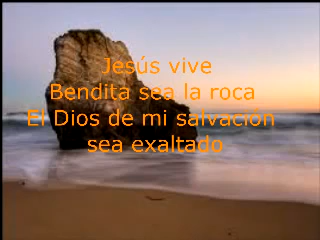 Jesús vive
Bendita sea la roca
El Dios de mi salvación
sea exaltado